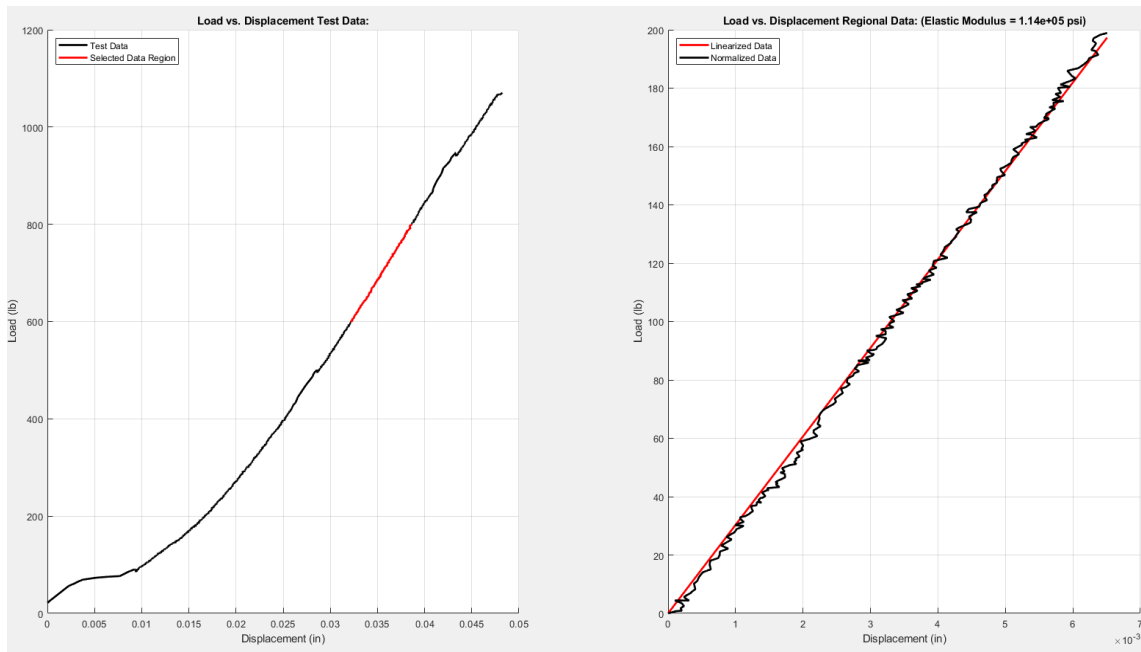 Load vs. Displacement Test Data:
Test Data
Selected Data Region
1200
1000
800
600
400
200
0
Load (lb)
0 0.005 0.01 0.015 0.02 0.025 0.03 0.035 0.04 0.045 0.05
Displacement (in)
Load vs. Displacement Regional Data: (Elastic Modulus = 1.14e+05 psi)
Linearized Data
Normalized Data
200
180
160
140
120
100
80
60
40
20
0
Load (lb)
0 1 2 3 4 5 6 7
Displacement (in)
×10⁻³